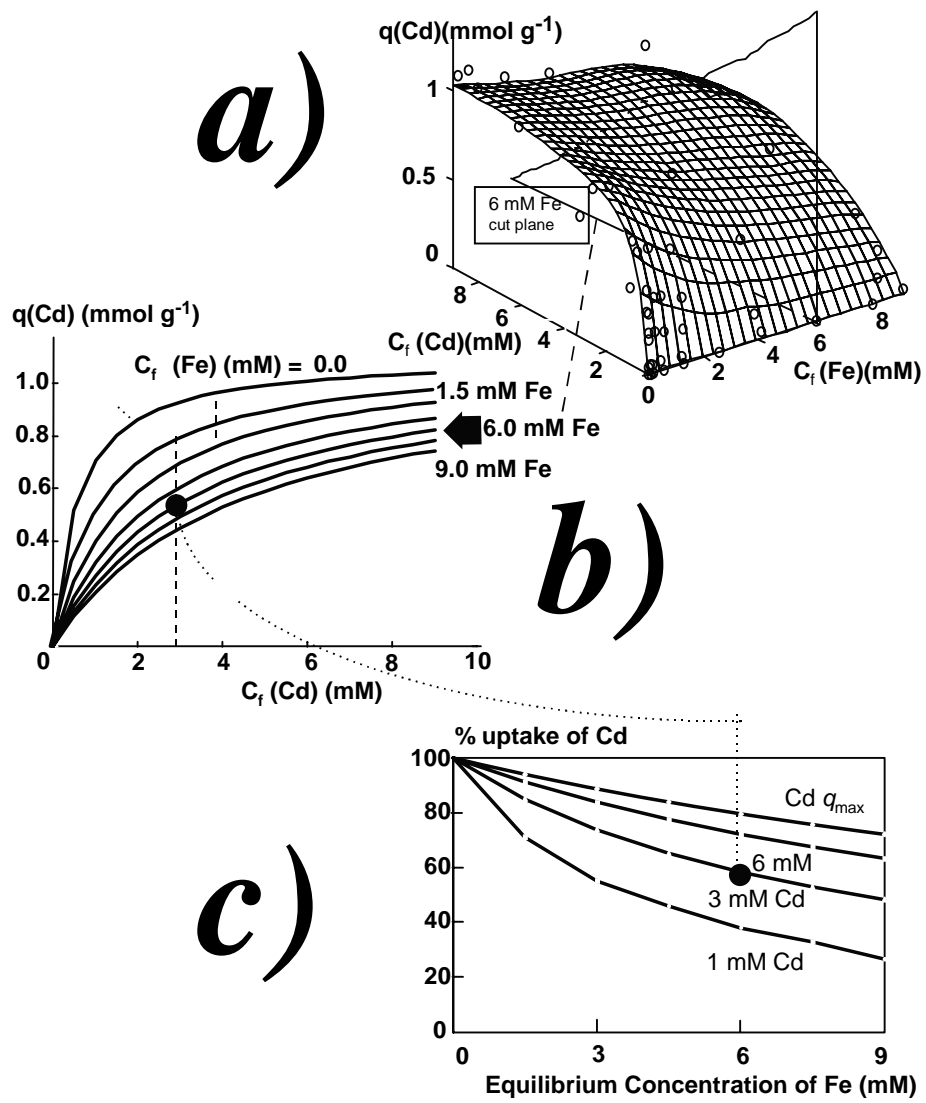 q(Cd)(mmol g-1)
a)
1
0.5
0
6 mM Fe
cut plane
8
6
4
2
0
2
4
6
8
Cf (Cd)(mM)
Cf (Fe)(mM)
q(Cd) (mmol g-1)
Cf (Fe) (mM) = 0.0
1.0
0.8
0.6
0.4
0.2
0
2
4
6
8
10
1.5 mM Fe
6.0 mM Fe
9.0 mM Fe
Cf (Cd) (mM)
b)
% uptake of Cd
100
80
60
40
20
0
Cd qmax
6 mM
3 mM Cd
1 mM Cd
0
3
6
9
Equilibrium Concentration of Fe (mM)
c)